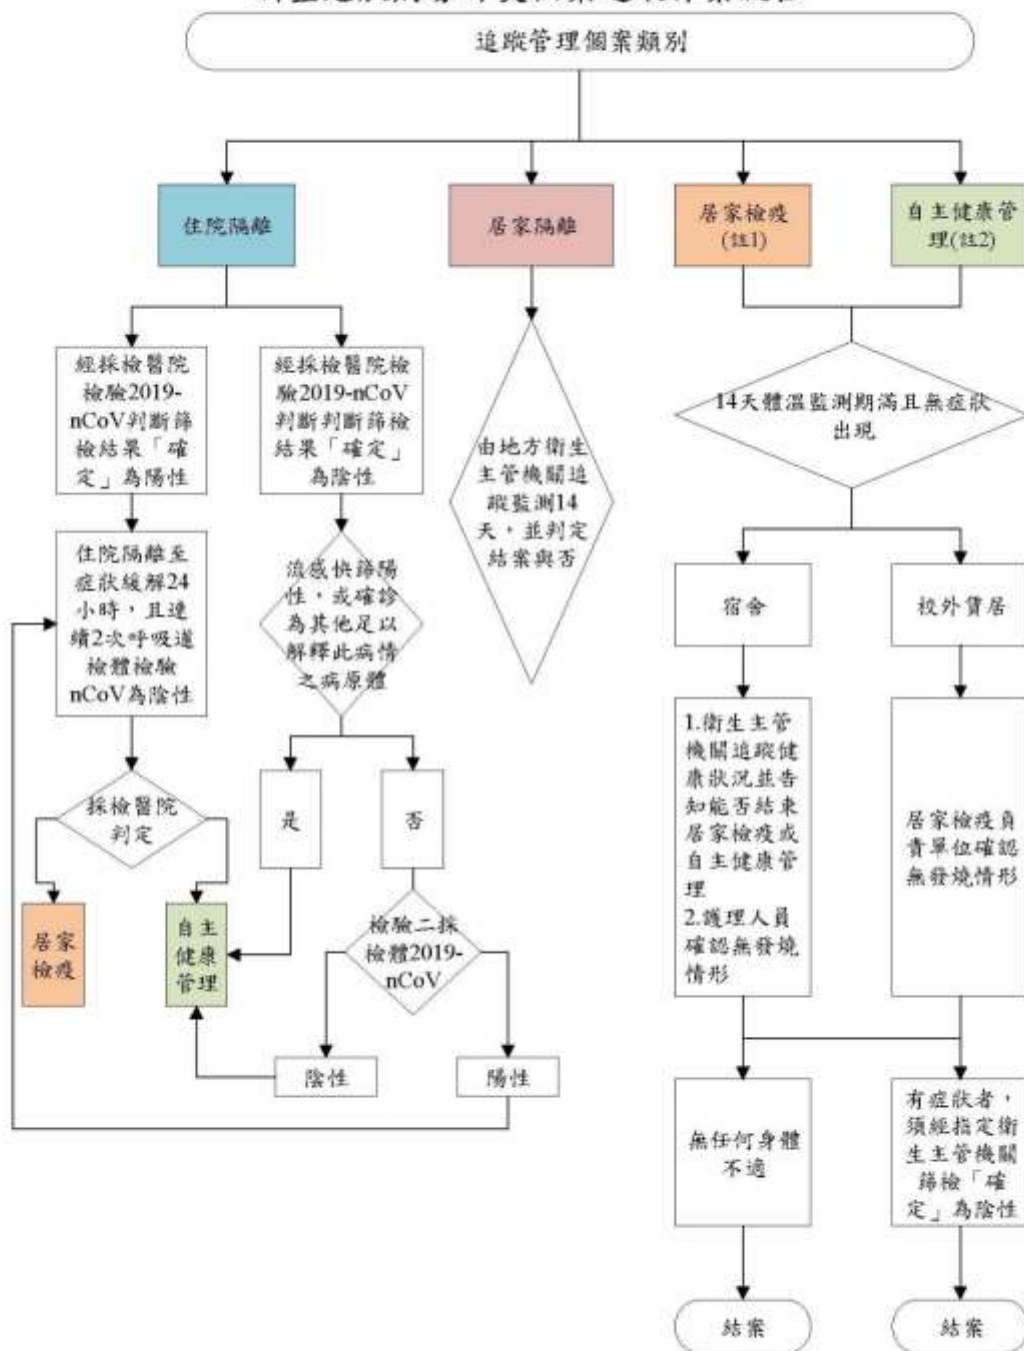 追蹤管理個案類別
住院隔離
居家隔離
居家檢疫
(註1)
自主健康管
理(註2)
經採檢醫院
檢驗2019-
nCoV判斷篩
檢結果「確
定」為陽性
經採檢醫院檢
驗2019-nCoV
判斷判斷篩檢
結果「確定」
為陰性
由地方衛生
主管機關追
蹤監測14
天，並判定
結案與否
14天體溫監測期滿且無症狀
出現
住院隔離至
症狀緩解24
小時，且連
續2次呼吸道
檢體檢驗
nCoV為陰性
流感快篩陽
性，或確診
為其他足以
解釋此病情
之病原體
宿舍
校外賃居
採檢醫院
判定
是
否
1.衛生主管
機關追蹤健
康狀況並告
知能否結束
居家檢疫或
自主健康管
理
2.護理人員
確認無發燒
情形
居家檢疫負
責單位確認
無發燒情形
居家
檢疫
自主
健康
管理
檢驗二採
檢體2019-
nCoV
陰性
陽性
無任何身體
不適
有症狀者，
須經指定衛
生主管機關
篩檢「確
定」為陰性
結案
結案